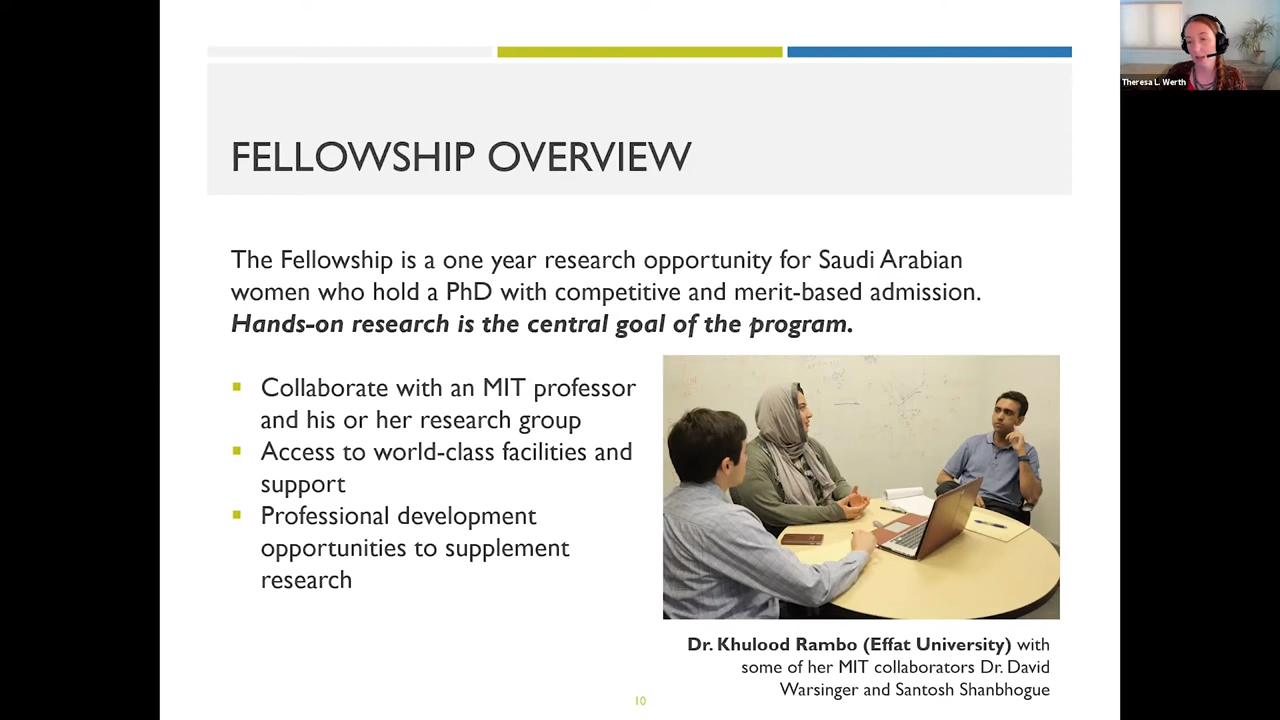 Theresa L. Werth
FELLOWSHIP OVERVIEW
The Fellowship is a one year research opportunity for Saudi Arabian
women who hold a PhD with competitive and merit-based admission.
Hands-on research is the central goal of the program.
▪ Collaborate with an MIT professor
and his or her research group
▪ Access to world-class facilities and
support
▪ Professional development
opportunities to supplement
research
Dr. Khulood Rambo (Effat University) with
some of her MIT collaborators Dr. David
Warsinger and Santosh Shanbhogue
10